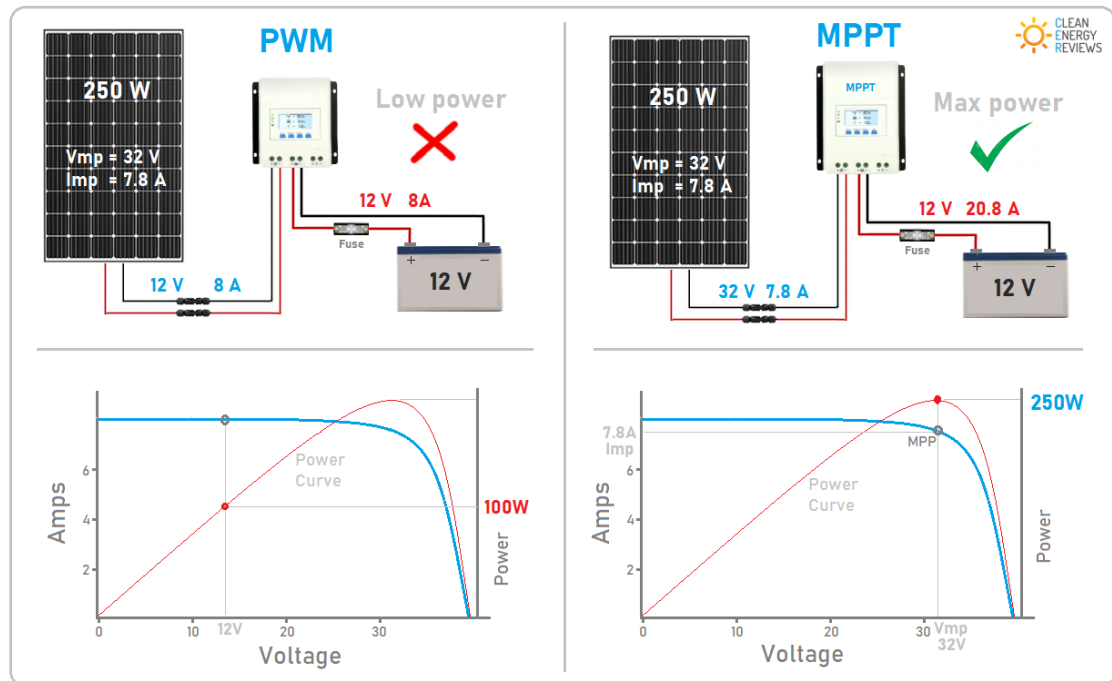 PWM
250 W
Vmp = 32 V
Imp = 7.8 A
Low power
12 V 8A
Fuse
+ −
12 V
12 V 8 A
MPPT
CLEAN
ENERGY
REVIEWS
250 W
Vmp = 32 V
Imp = 7.8 A
MPPT
Max power
12 V 20.8 A
Fuse
+ −
12 V
32 V 7.8 A
Amps
6
4
2
Power
Curve
100W
Power
0 10 20 30
12V
Voltage
250W
7.8A
Imp
MPP
Amps
6
4
2
Power
Curve
Power
0 10 20 30
Vmp
32V
Voltage